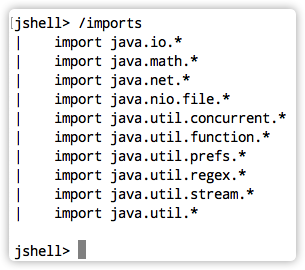 jshell> /imports
|    import java.io.*
|    import java.math.*
|    import java.net.*
|    import java.nio.file.*
|    import java.util.concurrent.*
|    import java.util.function.*
|    import java.util.prefs.*
|    import java.util.regex.*
|    import java.util.stream.*
|    import java.util.*
jshell>